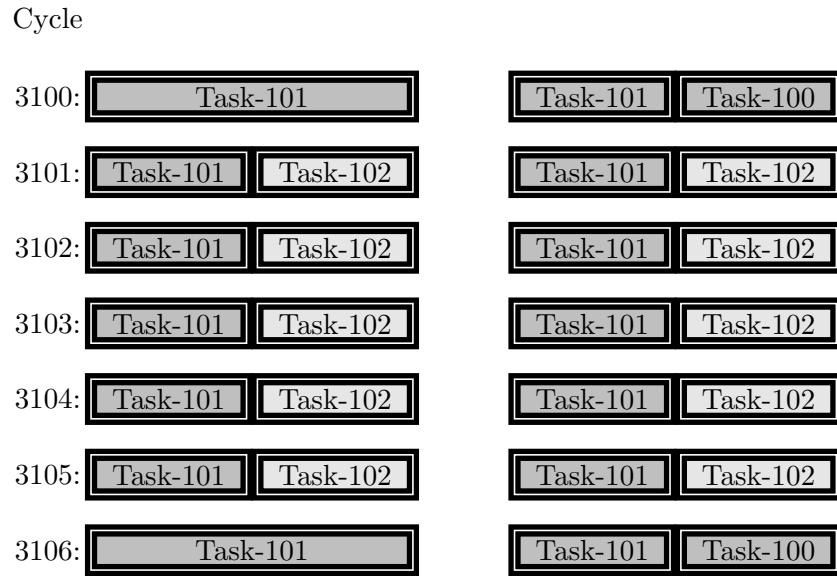 Cycle
3100: Task-101 Task-101 Task-100
3101: Task-101 Task-102 Task-101 Task-102
3102: Task-101 Task-102 Task-101 Task-102
3103: Task-101 Task-102 Task-101 Task-102
3104: Task-101 Task-102 Task-101 Task-102
3105: Task-101 Task-102 Task-101 Task-102
3106: Task-101 Task-101 Task-100